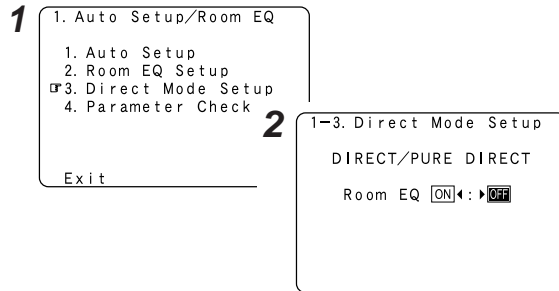 1
1. Auto Setup/Room EQ
1. Auto Setup
2. Room EQ Setup
☞3. Direct Mode Setup
4. Parameter Check
Exit
2
1-3. Direct Mode Setup
DIRECT/PURE DIRECT
Room EQ ON◀:▶OFF